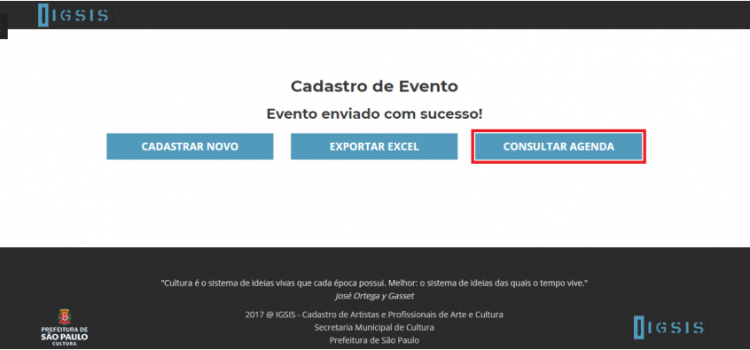 IGSIS
Cadastro de Evento
Evento enviado com sucesso!
CADASTRAR NOVO
EXPORTAR EXCEL
CONSULTAR AGENDA
"Cultura é o sistema de ideias vivas que cada época possui. Melhor: o sistema de ideias das quais o tempo vive."
José Ortega y Gasset
2017 @ IGSIS - Cadastro de Artistas e Profissionais de Arte e Cultura
Secretaria Municipal de Cultura
Prefeitura de São Paulo
PREFEITURA DE
SÃO PAULO
CULTURA
IGSIS